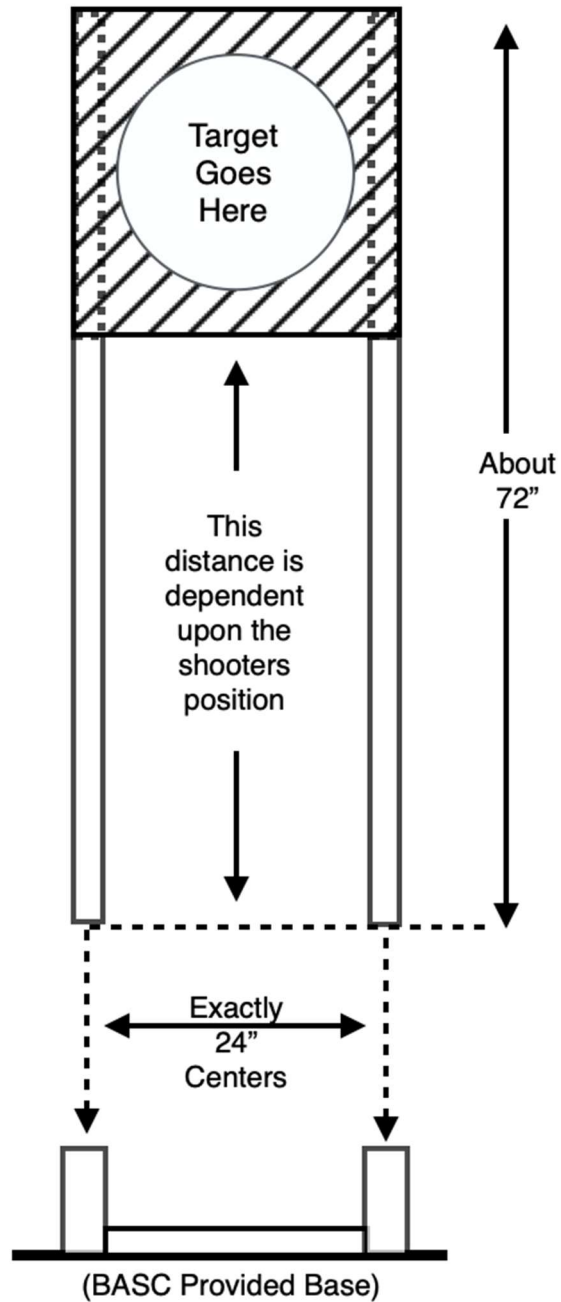 Target
Goes
Here
About
72”
This
distance is
dependent
upon the
shooters
position
Exactly
24”
Centers
(BASC Provided Base)